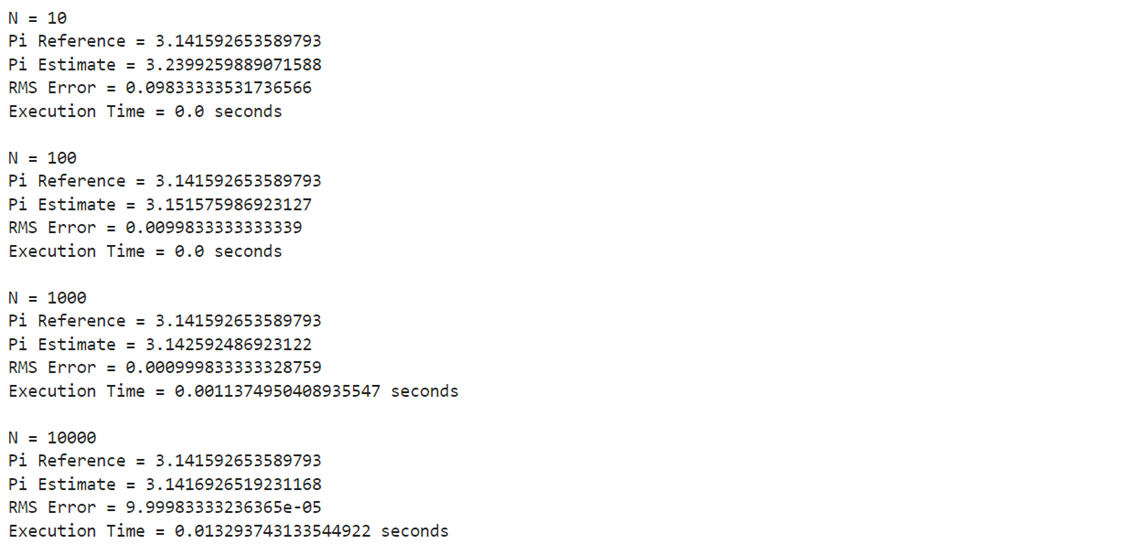 N = 10
Pi Reference = 3.141592653589793
Pi Estimate = 3.2399259889071588
RMS Error = 0.09833333531736566
Execution Time = 0.0 seconds
N = 100
Pi Reference = 3.141592653589793
Pi Estimate = 3.151575986923127
RMS Error = 0.0099833333333339
Execution Time = 0.0 seconds
N = 1000
Pi Reference = 3.141592653589793
Pi Estimate = 3.142592486923122
RMS Error = 0.000999833333328759
Execution Time = 0.0011374950408935547 seconds
N = 10000
Pi Reference = 3.141592653589793
Pi Estimate = 3.1416926519231168
RMS Error = 9.99983333236365e-05
Execution Time = 0.013293743133544922 seconds